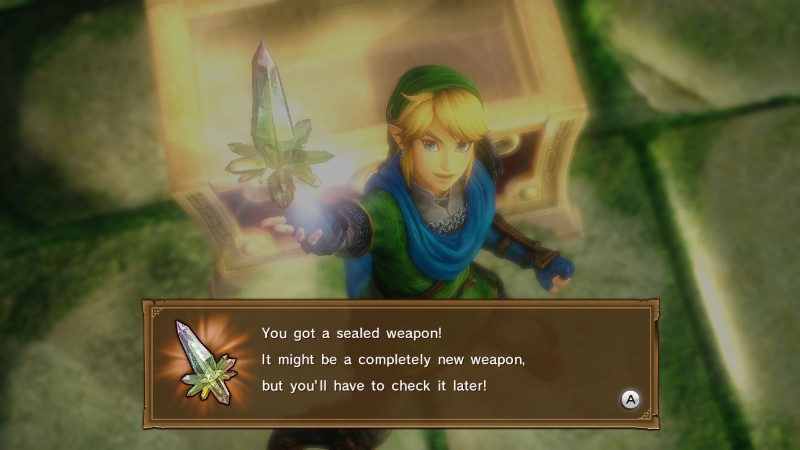 You got a sealed weapon!
It might be a completely new weapon,
but you'll have to check it later!
A